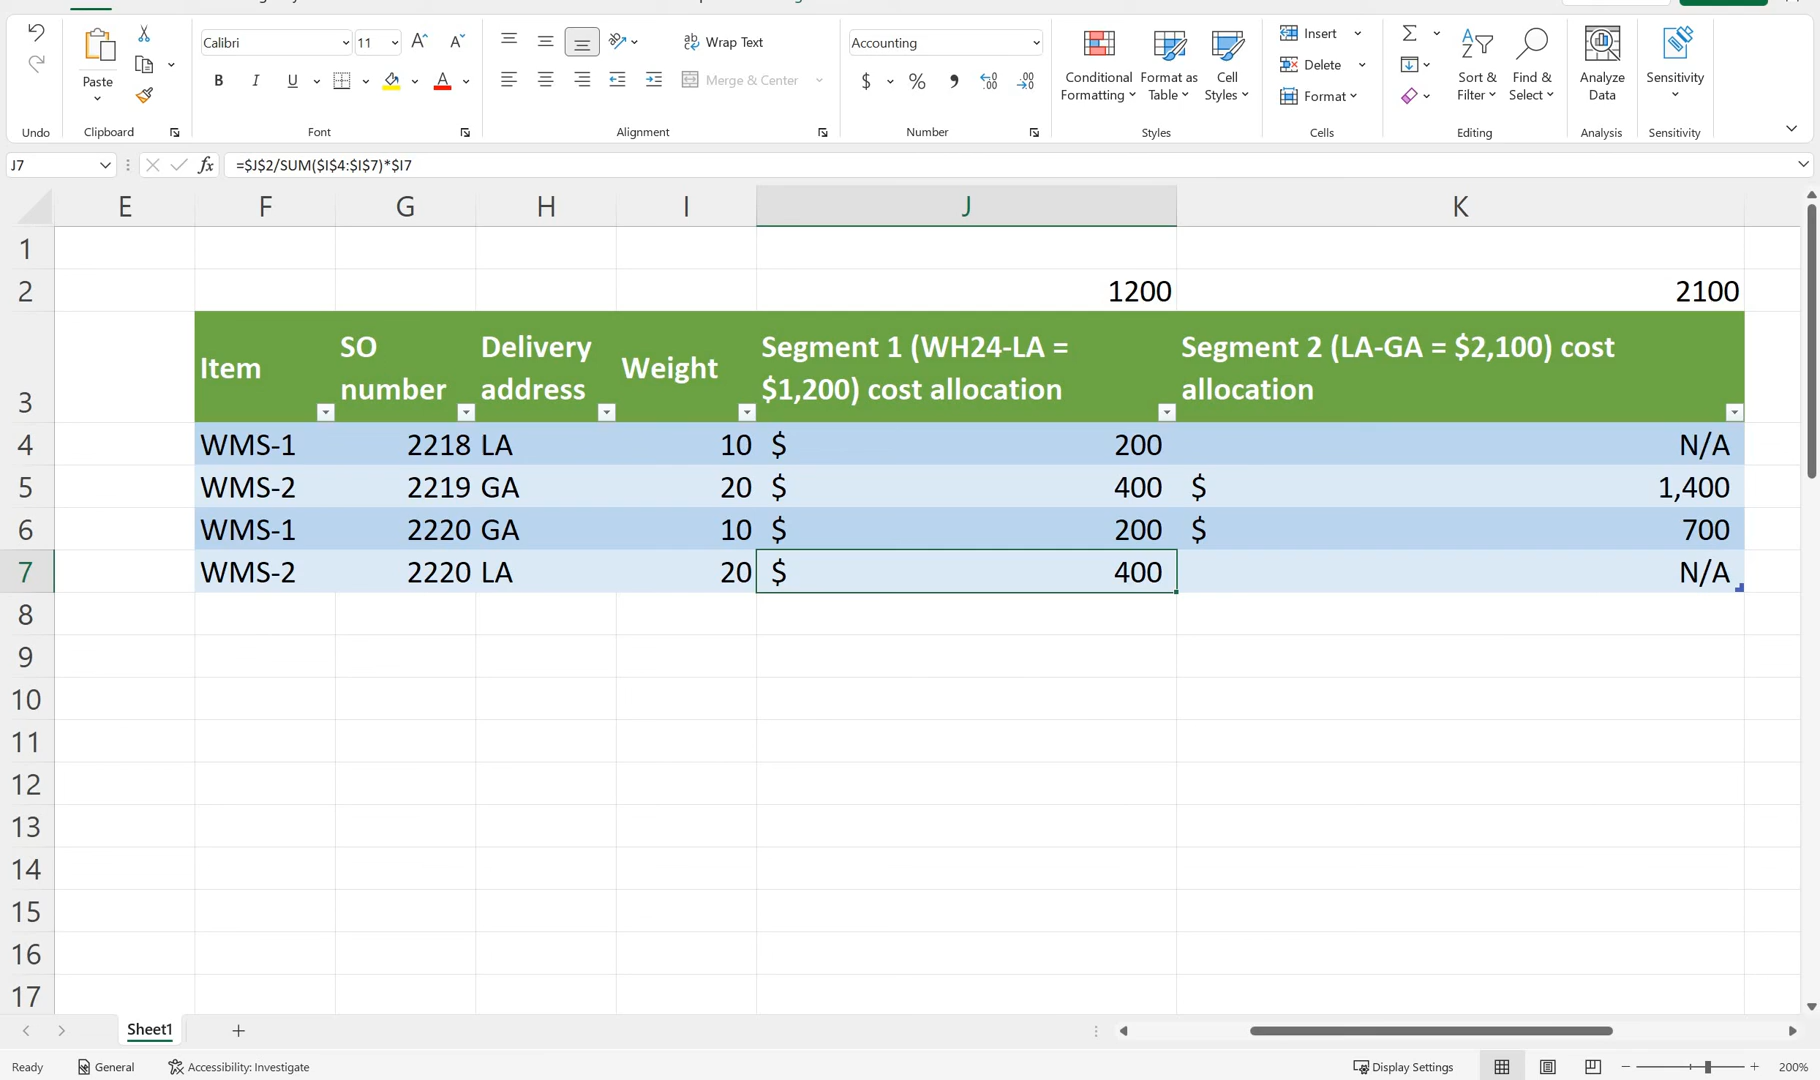 Calibri
11
Wrap Text
Accounting
Paste
B I U
A
Merge & Center
$ % 9
Conditional
Formatting
Format as
Table
Cell
Styles
Insert
Delete
Format
Sort &
Filter
Find &
Select
Analyze
Data
Sensitivity
Undo
Clipboard
Font
Alignment
Number
Styles
Cells
Editing
Analysis
Sensitivity
J7
fx
=$J$2/SUM($I$4:$I$7)*$I7
E F G H I J K
1
2 1200 2100
3 Item SO number Delivery address Weight Segment 1 (WH24-LA = $1,200) cost allocation Segment 2 (LA-GA = $2,100) cost allocation
4 WMS-1 2218 LA 10 $ 200 N/A
5 WMS-2 2219 GA 20 $ 400 $ 1,400
6 WMS-1 2220 GA 10 $ 200 $ 700
7 WMS-2 2220 LA 20 $ 400 N/A
8
9
10
11
12
13
14
15
16
17
Sheet1
Ready
General
Accessibility: Investigate
Display Settings
200%